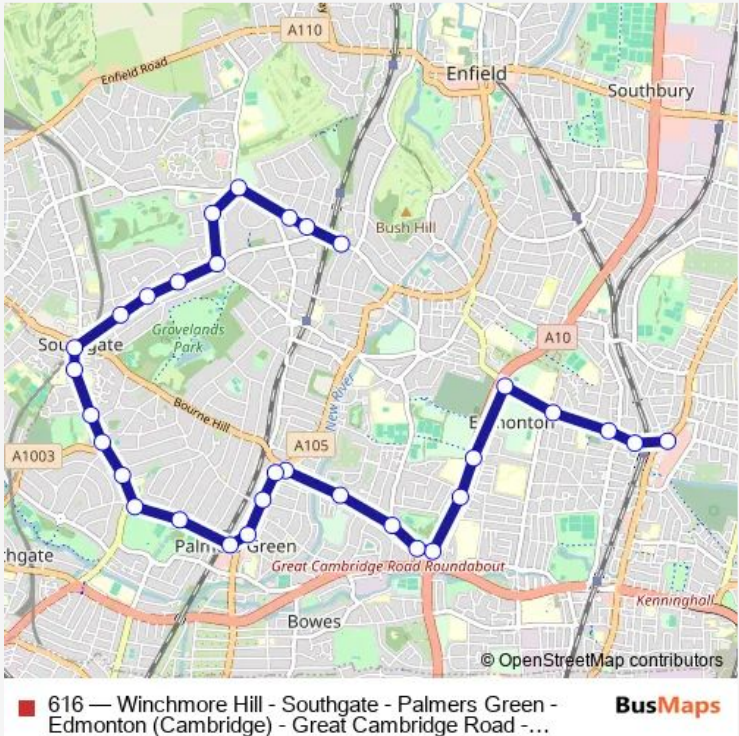 A110
Enfield Road
Enfield
Southbury
Bush Hill
Grovelands
Park
Southgate
A10
New River
Bourne Hill
Edmonton
A105
A1003
Palmers Green
Great Cambridge Road Roundabout
Kenninghall
Bowes
© OpenStreetMap contributors
616 — Winchmore Hill - Southgate - Palmers Green -
Edmonton (Cambridge) - Great Cambridge Road -...
BusMaps